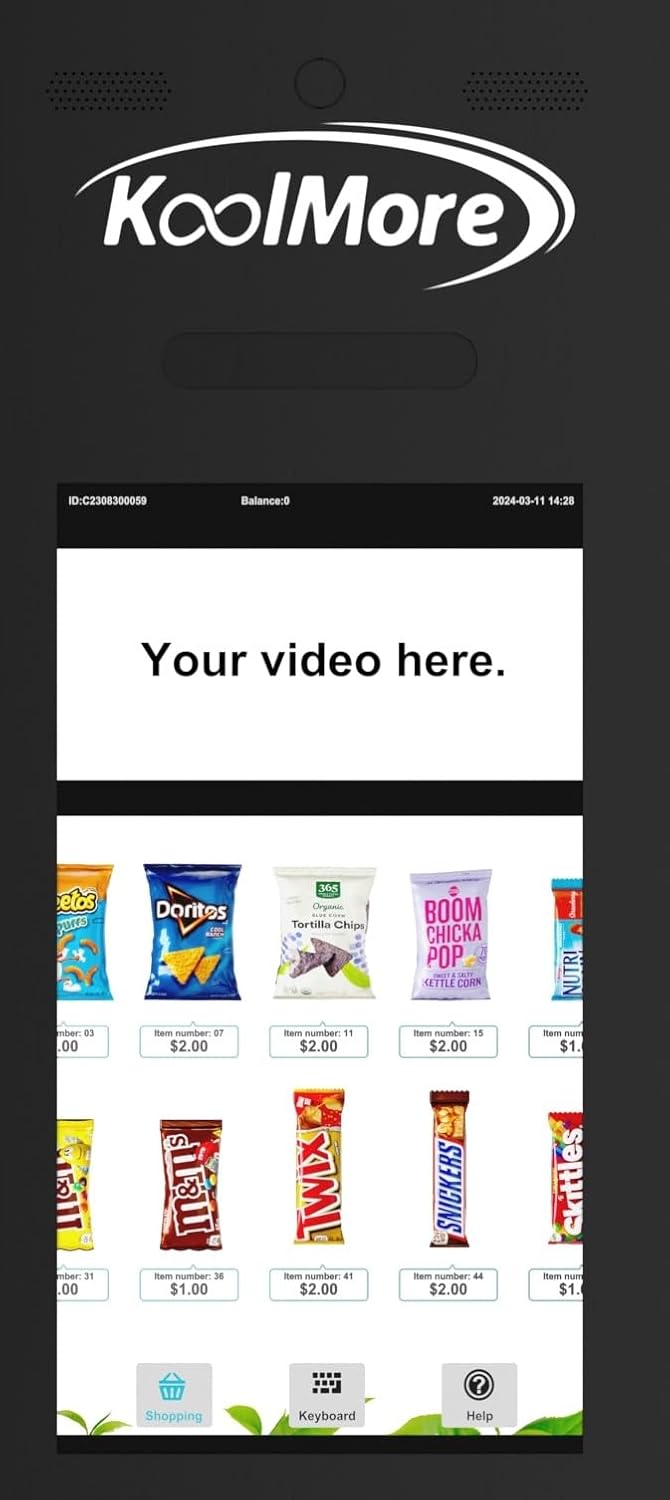 KoolMore
ID:C2308300059 Balance:0 2024-03-11 14:28
Your video here.
eetos
Puffs
Doritos
COOL
RANCH
365
Organic
BLUE CORN
Tortilla Chips
BOOM
CHICKA
POP
SWEET & SALTY
KETTLE CORN
NUTRI
mber: 03
.00
Item number: 07
$2.00
Item number: 11
$2.00
Item number: 15
$2.00
Item num
$1.
m&m's
TWIX
SNICKERS
Skittles
mber: 31
.00
Item number: 36
$1.00
Item number: 41
$2.00
Item number: 44
$2.00
Item num
$1.
Shopping
Keyboard
Help